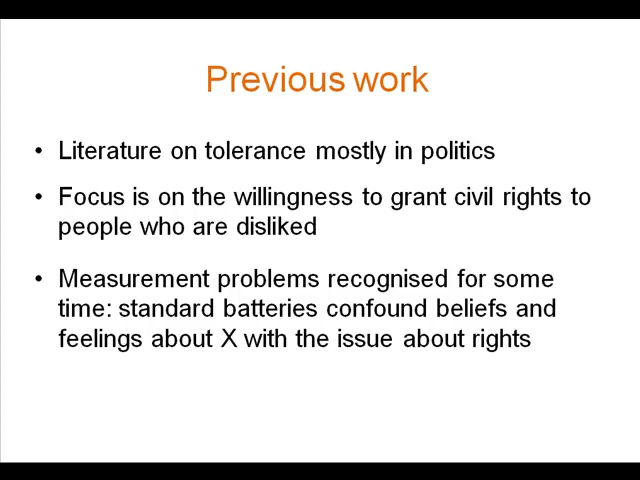 Previous work
• Literature on tolerance mostly in politics
• Focus is on the willingness to grant civil rights to
people who are disliked
• Measurement problems recognised for some
time: standard batteries confound beliefs and
feelings about X with the issue about rights